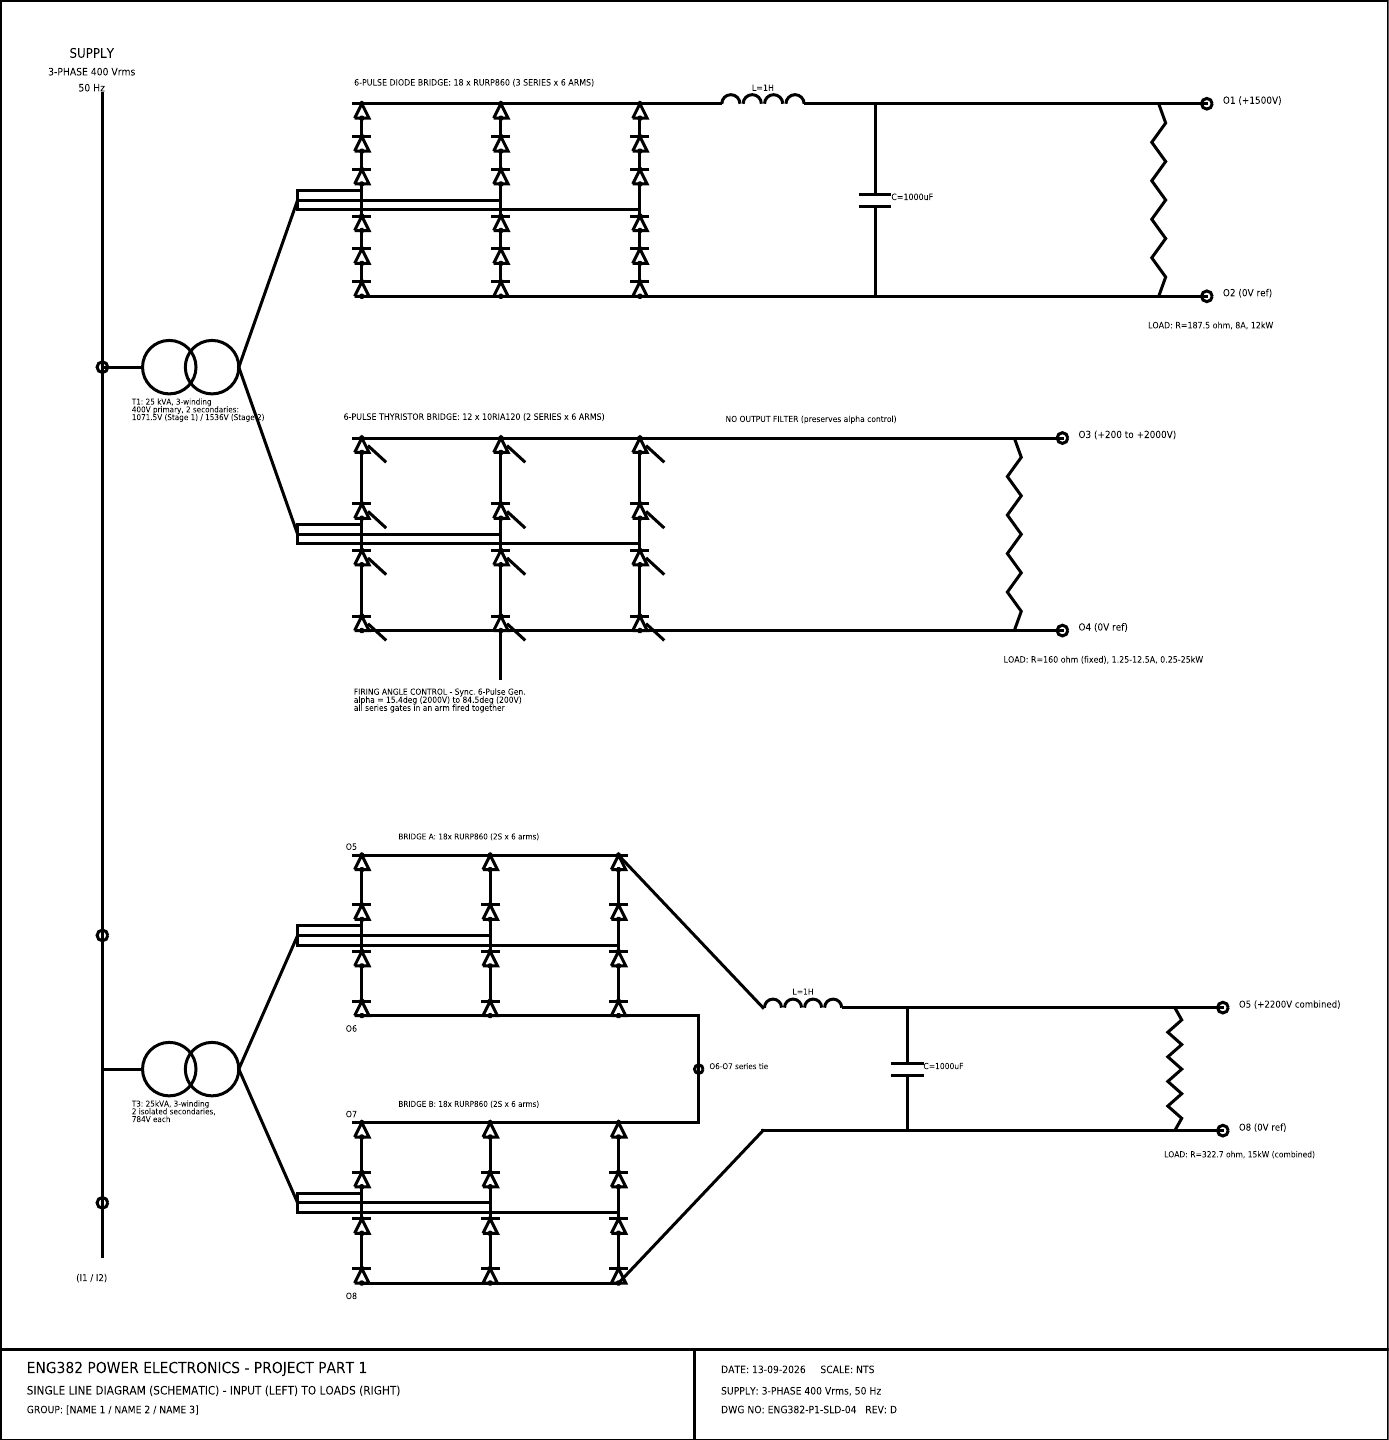 SUPPLY
3-PHASE 400 Vrms
50 Hz
6-PULSE DIODE BRIDGE: 18 x RURP860 (3 SERIES x 6 ARMS)
L=1H
O1 (+1500V)
C=1000uF
O2 (0V ref)
LOAD: R=187.5 ohm, 8A, 12kW
T1: 25 kVA, 3-winding
400V primary, 2 secondaries:
1071.5V (Stage 1) / 1536V (Stage 2)
6-PULSE THYRISTOR BRIDGE: 12 x 10RIA120 (2 SERIES x 6 ARMS)
NO OUTPUT FILTER (preserves alpha control)
O3 (+200 to +2000V)
O4 (0V ref)
LOAD: R=160 ohm (fixed), 1.25-12.5A, 0.25-25kW
FIRING ANGLE CONTROL - Sync. 6-Pulse Gen.
alpha = 15.4deg (2000V) to 84.5deg (200V)
all series gates in an arm fired together
BRIDGE A: 18x RURP860 (2S x 6 arms)
O5
O6
L=1H
O5 (+2200V combined)
O6-O7 series tie
C=1000uF
T3: 25kVA, 3-winding
2 isolated secondaries,
784V each
BRIDGE B: 18x RURP860 (2S x 6 arms)
O7
O8 (0V ref)
LOAD: R=322.7 ohm, 15kW (combined)
(I1 / I2)
O8
ENG382 POWER ELECTRONICS - PROJECT PART 1
SINGLE LINE DIAGRAM (SCHEMATIC) - INPUT (LEFT) TO LOADS (RIGHT)
GROUP: [NAME 1 / NAME 2 / NAME 3]
DATE: 13-09-2026 SCALE: NTS
SUPPLY: 3-PHASE 400 Vrms, 50 Hz
DWG NO: ENG382-P1-SLD-04 REV: D